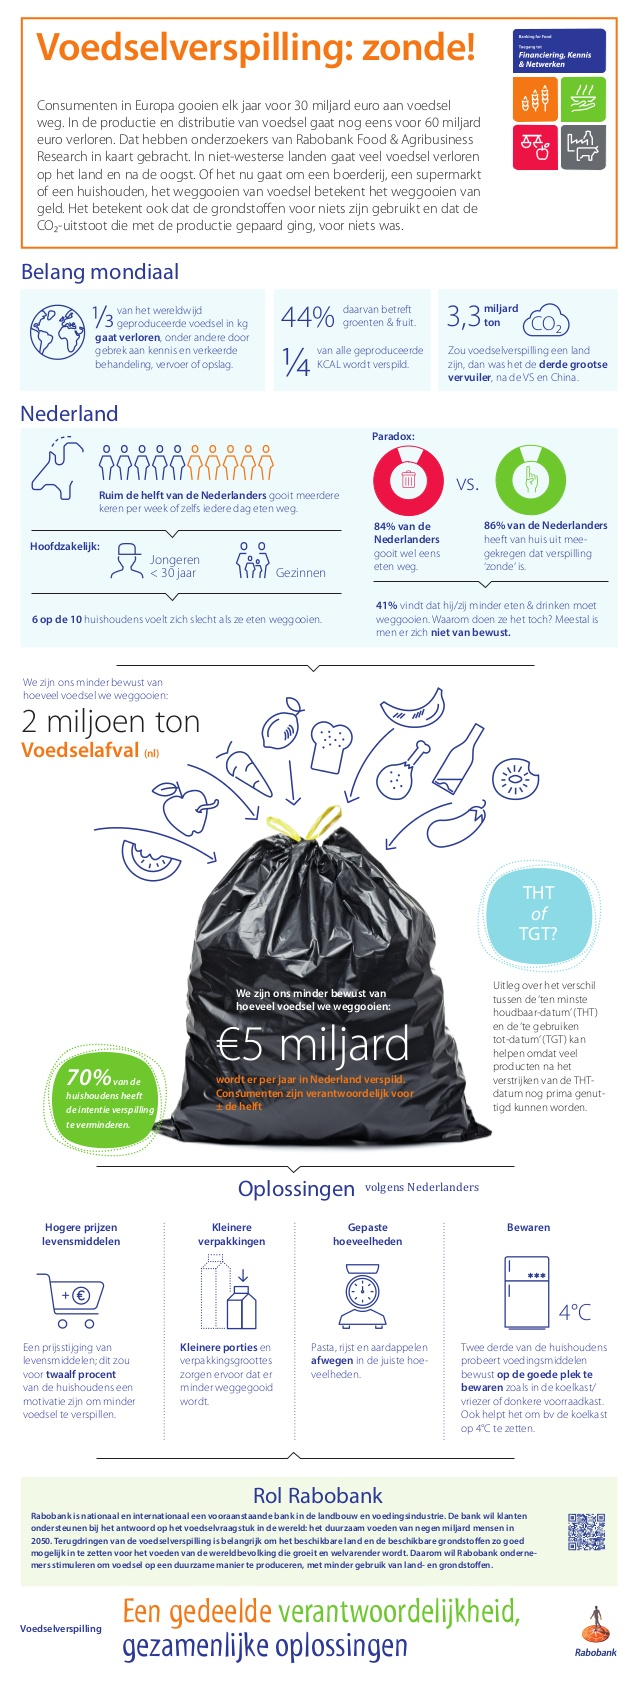 Voedselverspilling: zonde!
Banking for Food
Toegang tot
Financiering, Kennis
& Netwerken
Consumenten in Europa gooien elk jaar voor 30 miljard euro aan voedsel
weg. In de productie en distributie van voedsel gaat nog eens voor 60 miljard
euro verloren. Dat hebben onderzoekers van Rabobank Food & Agribusiness
Research in kaart gebracht. In niet-westerse landen gaat veel voedsel verloren
op het land en na de oogst. Of het nu gaat om een boerderij, een supermarkt
of een huishouden, het weggooien van voedsel betekent het weggooien van
geld. Het betekent ook dat de grondstoffen voor niets zijn gebruikt en dat de
CO₂-uitstoot die met de productie gepaard ging, voor niets was.
Belang mondiaal
1/3 van het wereldwijd
geproduceerde voedsel in kg
gaat verloren, onder andere door
gebrek aan kennis en verkeerde
behandeling, vervoer of opslag.
44% daarvan betreft
groenten & fruit.
1/4 van alle geproduceerde
KCAL wordt verspild.
3,3 miljard
ton
CO₂
Zou voedselverspilling een land
zijn, dan was het de derde grootse
vervuiler, na de VS en China.
Nederland
Ruim de helft van de Nederlanders gooit meerdere
keren per week of zelfs iedere dag eten weg.
Hoofdzakelijk:
Jongeren
< 30 jaar
Gezinnen
6 op de 10 huishoudens voelt zich slecht als ze eten weggooien.
Paradox:
vs.
84% van de
Nederlanders
gooit wel eens
eten weg.
86% van de Nederlanders
heeft van huis uit mee-
gekregen dat verspilling
‘zonde’ is.
41% vindt dat hij/zij minder eten & drinken moet
weggooien. Waarom doen ze het toch? Meestal is
men er zich niet van bewust.
We zijn ons minder bewust van
hoeveel voedsel we weggooien:
2 miljoen ton
Voedselafval (nl)
THT
of
TGT?
Uitleg over het verschil
tussen de ‘ten minste
houdbaar-datum’ (THT)
en de ‘te gebruiken
tot-datum’ (TGT) kan
helpen omdat veel
producten na het
verstrijken van de THT-
datum nog prima genut-
tigd kunnen worden.
We zijn ons minder bewust van
hoeveel voedsel we weggooien:
€5 miljard
wordt er per jaar in Nederland verspild.
Consumenten zijn verantwoordelijk voor
± de helft
70% van de
huishoudens heeft
de intentie verspilling
te verminderen.
Oplossingen volgens Nederlanders
Hogere prijzen
levensmiddelen
+ €
Een prijsstijging van
levensmiddelen; dit zou
voor twaalf procent
van de huishoudens een
motivatie zijn om minder
voedsel te verspillen.
Kleinere
verpakkingen
Kleinere porties en
verpakkingsgroottes
zorgen ervoor dat er
minder weggegooid
wordt.
Gepaste
hoeveelheden
Pasta, rijst en aardappelen
afwegen in de juiste hoe-
veelheden.
Bewaren
***
4°C
Twee derde van de huishoudens
probeert voedingsmiddelen
bewust op de goede plek te
bewaren zoals in de koelkast/
vriezer of donkere voorraadkast.
Ook helpt het om bv de koelkast
op 4°C te zetten.
Rol Rabobank
Rabobank is nationaal en internationaal een vooraanstaande bank in de landbouw en voedingsindustrie. De bank wil klanten
ondersteunen bij het antwoord op het voedselvraagstuk in de wereld: het duurzaam voeden van negen miljard mensen in
2050. Terugdringen van de voedselverspilling is belangrijk om het beschikbare land en de beschikbare grondstoffen zo goed
mogelijk in te zetten voor het voeden van de wereldbevolking die groeit en welvarender wordt. Daarom wil Rabobank onderne-
mers stimuleren om voedsel op een duurzame manier te produceren, met minder gebruik van land- en grondstoffen.
Voedselverspilling
Een gedeelde verantwoordelijkheid,
gezamenlijke oplossingen
Rabobank